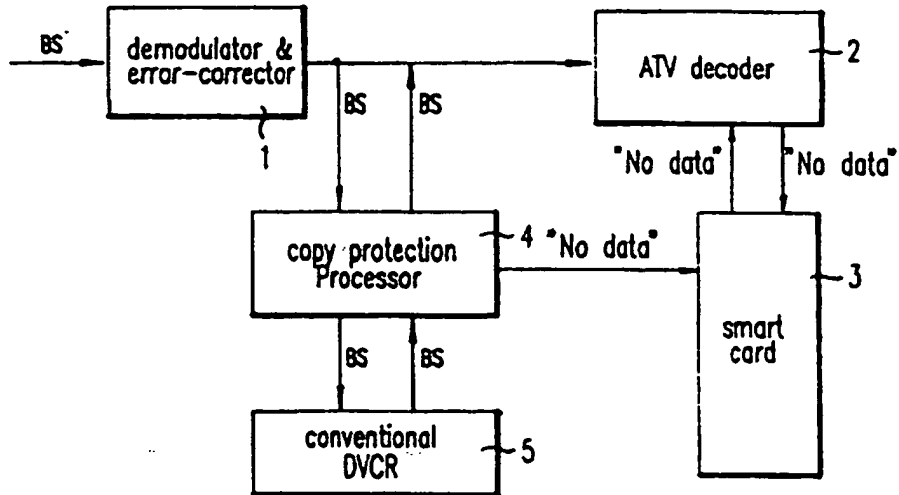 BS
demodulator &
error-corrector
1
ATV decoder
2
BS
BS
"No data"
"No data"
copy protection
Processor
4
"No data"
smart
card
3
BS
BS
conventional
DVCR
5